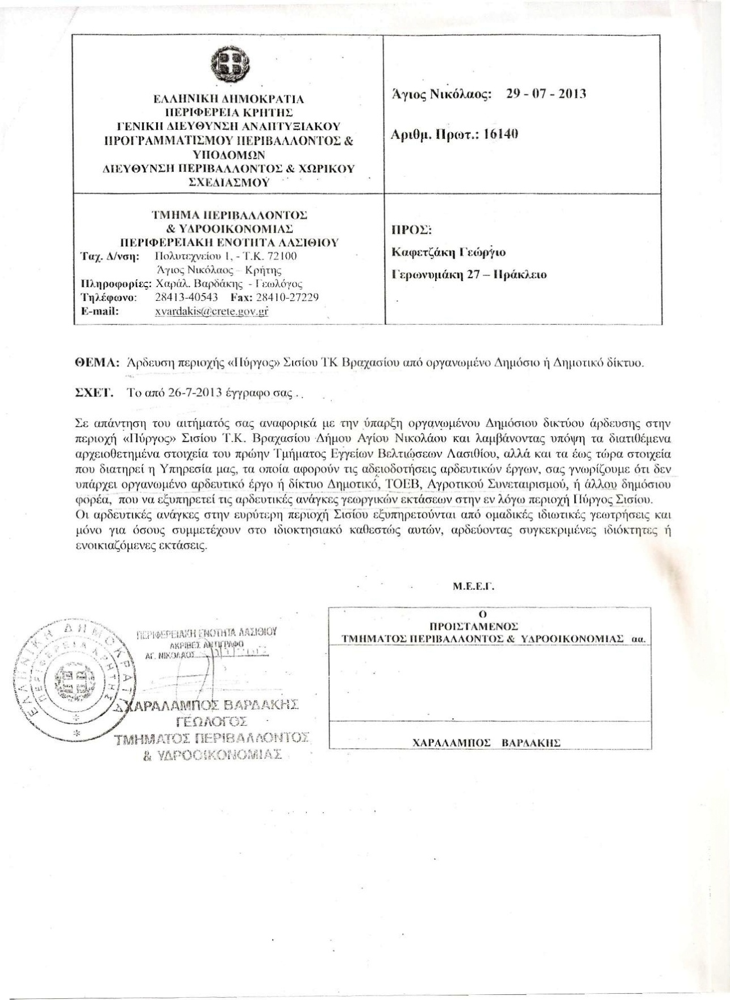 ΕΛΛΗΝΙΚΗ ΔΗΜΟΚΡΑΤΙΑ
ΠΕΡΙΦΕΡΕΙΑ ΚΡΗΤΗΣ
ΓΕΝΙΚΗ ΔΙΕΥΘΥΝΣΗ ΑΝΑΠΤΥΞΙΑΚΟΥ
ΠΡΟΓΡΑΜΜΑΤΙΣΜΟΥ ΠΕΡΙΒΑΛΛΟΝΤΟΣ &
ΥΠΟΔΟΜΩΝ
ΔΙΕΥΘΥΝΣΗ ΠΕΡΙΒΑΛΛΟΝΤΟΣ & ΧΩΡΙΚΟΥ
ΣΧΕΔΙΑΣΜΟΥ
Άγιος Νικόλαος: 29 - 07 - 2013
Αριθμ. Πρωτ.: 16140
ΤΜΗΜΑ ΠΕΡΙΒΑΛΛΟΝΤΟΣ
& ΥΔΡΟΟΙΚΟΝΟΜΙΑΣ
ΠΕΡΙΦΕΡΕΙΑΚΗ ΕΝΟΤΗΤΑ ΛΑΣΙΘΙΟΥ
Ταχ. Δ/νση: Πολυτεχνείου 1, - Τ.Κ. 72100
Άγιος Νικόλαος - Κρήτης
Πληροφορίες: Χαράλ. Βαρδάκης - Γεωλόγος
Τηλέφωνο: 28413-40543 Fax: 28410-27229
E-mail: xvardakis@crete.gov.gr
ΠΡΟΣ:
Καφετζάκη Γεώργιο
Γερωνυμάκη 27 – Ηράκλειο
ΘΕΜΑ: Άρδευση περιοχής «Πύργος» Σισίου ΤΚ Βραχασίου από οργανωμένο Δημόσιο ή Δημοτικό δίκτυο.
ΣΧΕΤ. Το από 26-7-2013 έγγραφο σας .
Σε απάντηση του αιτήματός σας αναφορικά με την ύπαρξη οργανωμένου Δημόσιου δικτύου άρδευσης στην
περιοχή «Πύργος» Σισίου Τ.Κ. Βραχασίου Δήμου Αγίου Νικολάου και λαμβάνοντας υπόψη τα διατιθέμενα
αρχειοθετημένα στοιχεία του πρώην Τμήματος Εγγείων Βελτιώσεων Λασιθίου, αλλά και τα έως τώρα στοιχεία
που διατηρεί η Υπηρεσία μας, τα οποία αφορούν τις αδειοδοτήσεις αρδευτικών έργων, σας γνωρίζουμε ότι δεν
υπάρχει οργανωμένο αρδευτικό έργο ή δίκτυο Δημοτικό, ΤΟΕΒ, Αγροτικού Συνεταιρισμού, ή άλλου δημόσιου
φορέα, που να εξυπηρετεί τις αρδευτικές ανάγκες γεωργικών εκτάσεων στην εν λόγω περιοχή Πύργος Σισίου.
Οι αρδευτικές ανάγκες στην ευρύτερη περιοχή Σισίου εξυπηρετούνται από ομαδικές ιδιωτικές γεωτρήσεις και
μόνο για όσους συμμετέχουν στο ιδιοκτησιακό καθεστώς αυτών, αρδεύοντας συγκεκριμένες ιδιόκτητες ή
ενοικιαζόμενες εκτάσεις.
Μ.Ε.Ε.Γ.
Ο
ΠΡΟΙΣΤΑΜΕΝΟΣ
ΤΜΗΜΑΤΟΣ ΠΕΡΙΒΑΛΛΟΝΤΟΣ & ΥΔΡΟΟΙΚΟΝΟΜΙΑΣ αα.
ΧΑΡΑΛΑΜΠΟΣ ΒΑΡΔΑΚΗΣ
ΕΛΛΗΝΙΚΗ ΔΗΜΟΚΡΑΤΙΑ
ΠΕΡΙΦΕΡΕΙΑ ΚΡΗΤΗΣ
ΠΕΡΙΦΕΡΕΙΑΚΗ ΕΝΟΤΗΤΑ ΛΑΣΙΘΙΟΥ
ΑΚΡΙΒΕΣ ΑΝΤΙΓΡΑΦΟ
ΑΓ. ΝΙΚΟΛΑΟΣ
ΧΑΡΑΛΑΜΠΟΣ ΒΑΡΔΑΚΗΣ
ΓΕΩΛΟΓΟΣ
ΤΜΗΜΑΤΟΣ ΠΕΡΙΒΑΛΛΟΝΤΟΣ
& ΥΔΡΟΟΙΚΟΝΟΜΙΑΣ